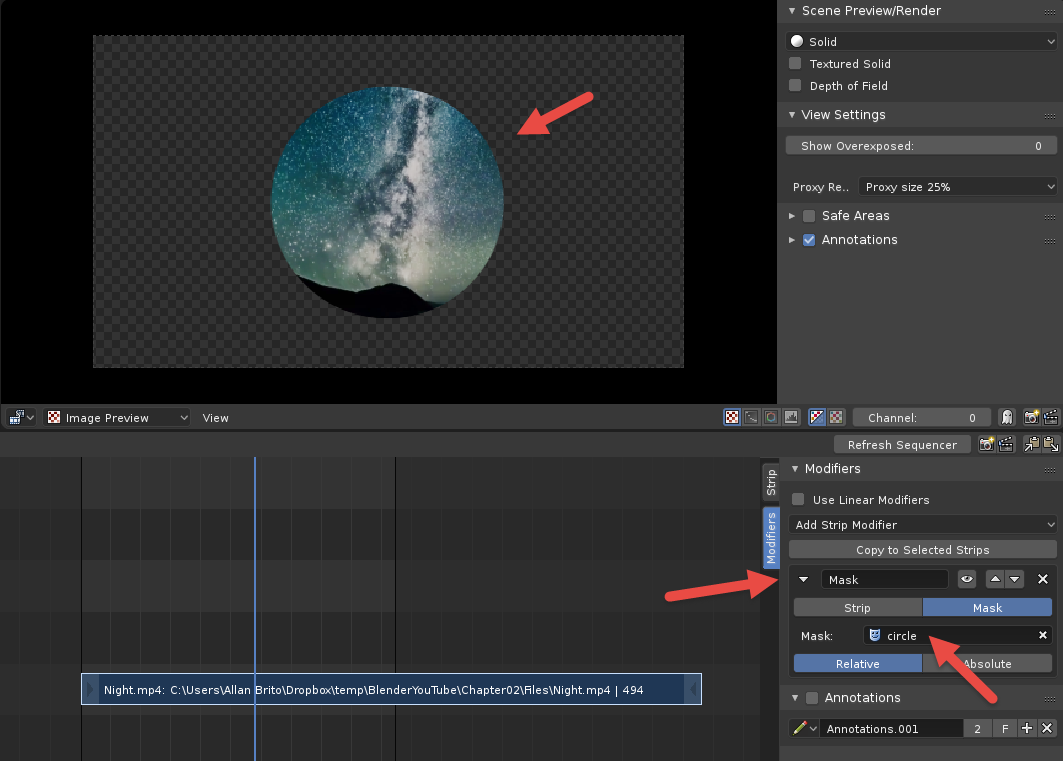 Scene Preview/Render
Solid
Textured Solid
Depth of Field
View Settings
Show Overexposed: 0
Proxy Re.. Proxy size 25%
Safe Areas
Annotations
Image Preview View Channel: 0
Refresh Sequencer
Strip
Modifiers
Modifiers
Use Linear Modifiers
Add Strip Modifier
Copy to Selected Strips
Mask
Strip Mask
Mask: circle
Relative Absolute
Night.mp4: C:\Users\Allan Brito\Dropbox\temp\BlenderYouTube\Chapter02\Files\Night.mp4 | 494
Annotations
Annotations.001 2 F